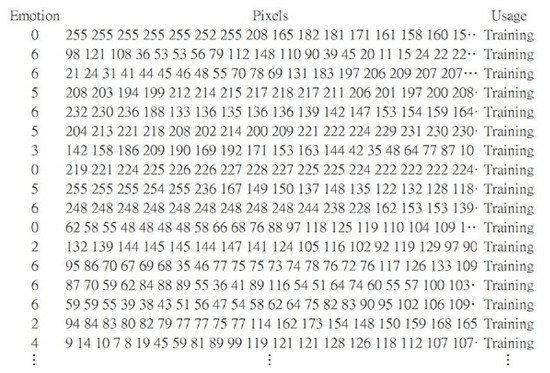 Emotion Pixels Usage
0 255 255 255 255 255 252 255 208 165 182 181 171 161 158 160 15·· Training
6 98 121 108 36 53 53 56 79 112 148 110 90 39 45 20 11 15 24 22 22·· Training
6 21 24 31 41 44 45 46 48 55 70 78 69 131 183 197 206 209 207 207··· Training
5 208 203 194 199 212 214 215 217 218 217 211 206 201 197 200 208· Training
6 232 230 236 188 133 136 135 136 136 139 142 147 153 154 159 164· Training
5 204 213 221 218 208 202 214 200 209 221 222 224 229 231 230 230· Training
3 142 158 186 209 190 169 192 171 153 163 144 42 35 48 64 77 87 10 Training
0 219 221 224 225 226 226 227 228 227 225 225 224 222 222 222 224· Training
5 255 255 255 254 255 236 167 149 150 137 148 135 122 132 128 118· Training
6 248 248 248 248 248 248 248 248 244 238 228 162 153 153 139· Training
0 62 58 55 48 48 48 48 58 66 68 76 88 97 118 125 119 110 104 109 1·· Training
2 132 139 144 145 145 144 147 141 124 105 116 102 92 119 129 97 90 Training
6 95 86 70 67 69 68 35 46 77 75 75 73 74 78 76 72 76 117 126 133 109 Training
6 87 70 59 62 84 88 89 55 36 41 89 116 54 51 64 74 60 55 57 100 103·· Training
6 59 59 55 39 38 43 51 56 47 54 58 62 64 75 82 83 90 95 102 106 109· Training
2 94 84 83 80 82 79 77 77 75 77 114 162 173 154 148 150 159 168 165 Training
4 9 14 10 7 8 19 45 59 81 89 99 119 121 121 128 126 118 112 107 107· Training
⋮ ⋮ ⋮